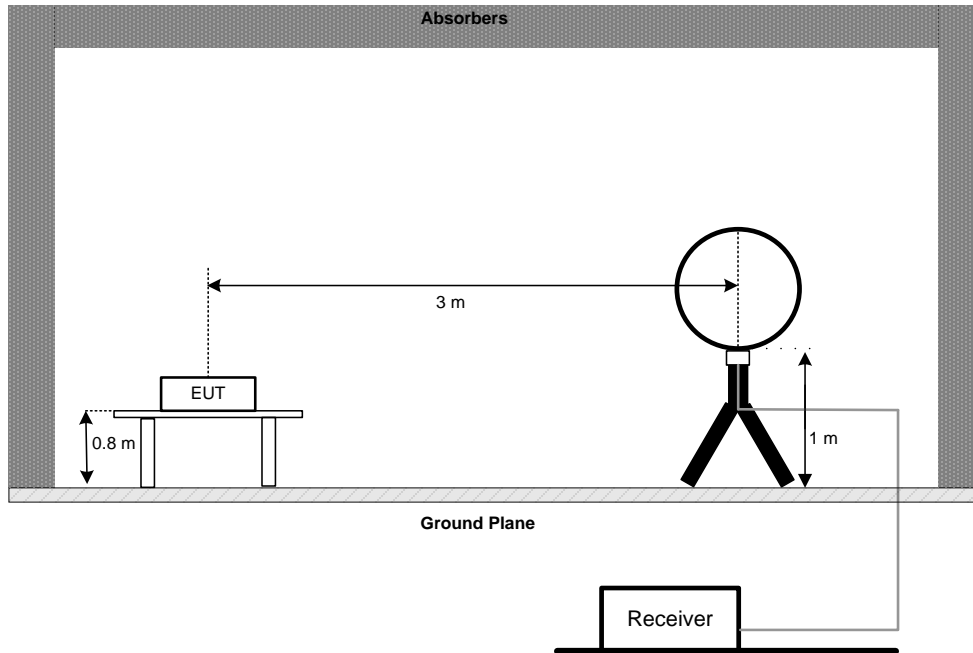 Absorbers
3 m
EUT
0.8 m
1 m
Ground Plane
Receiver